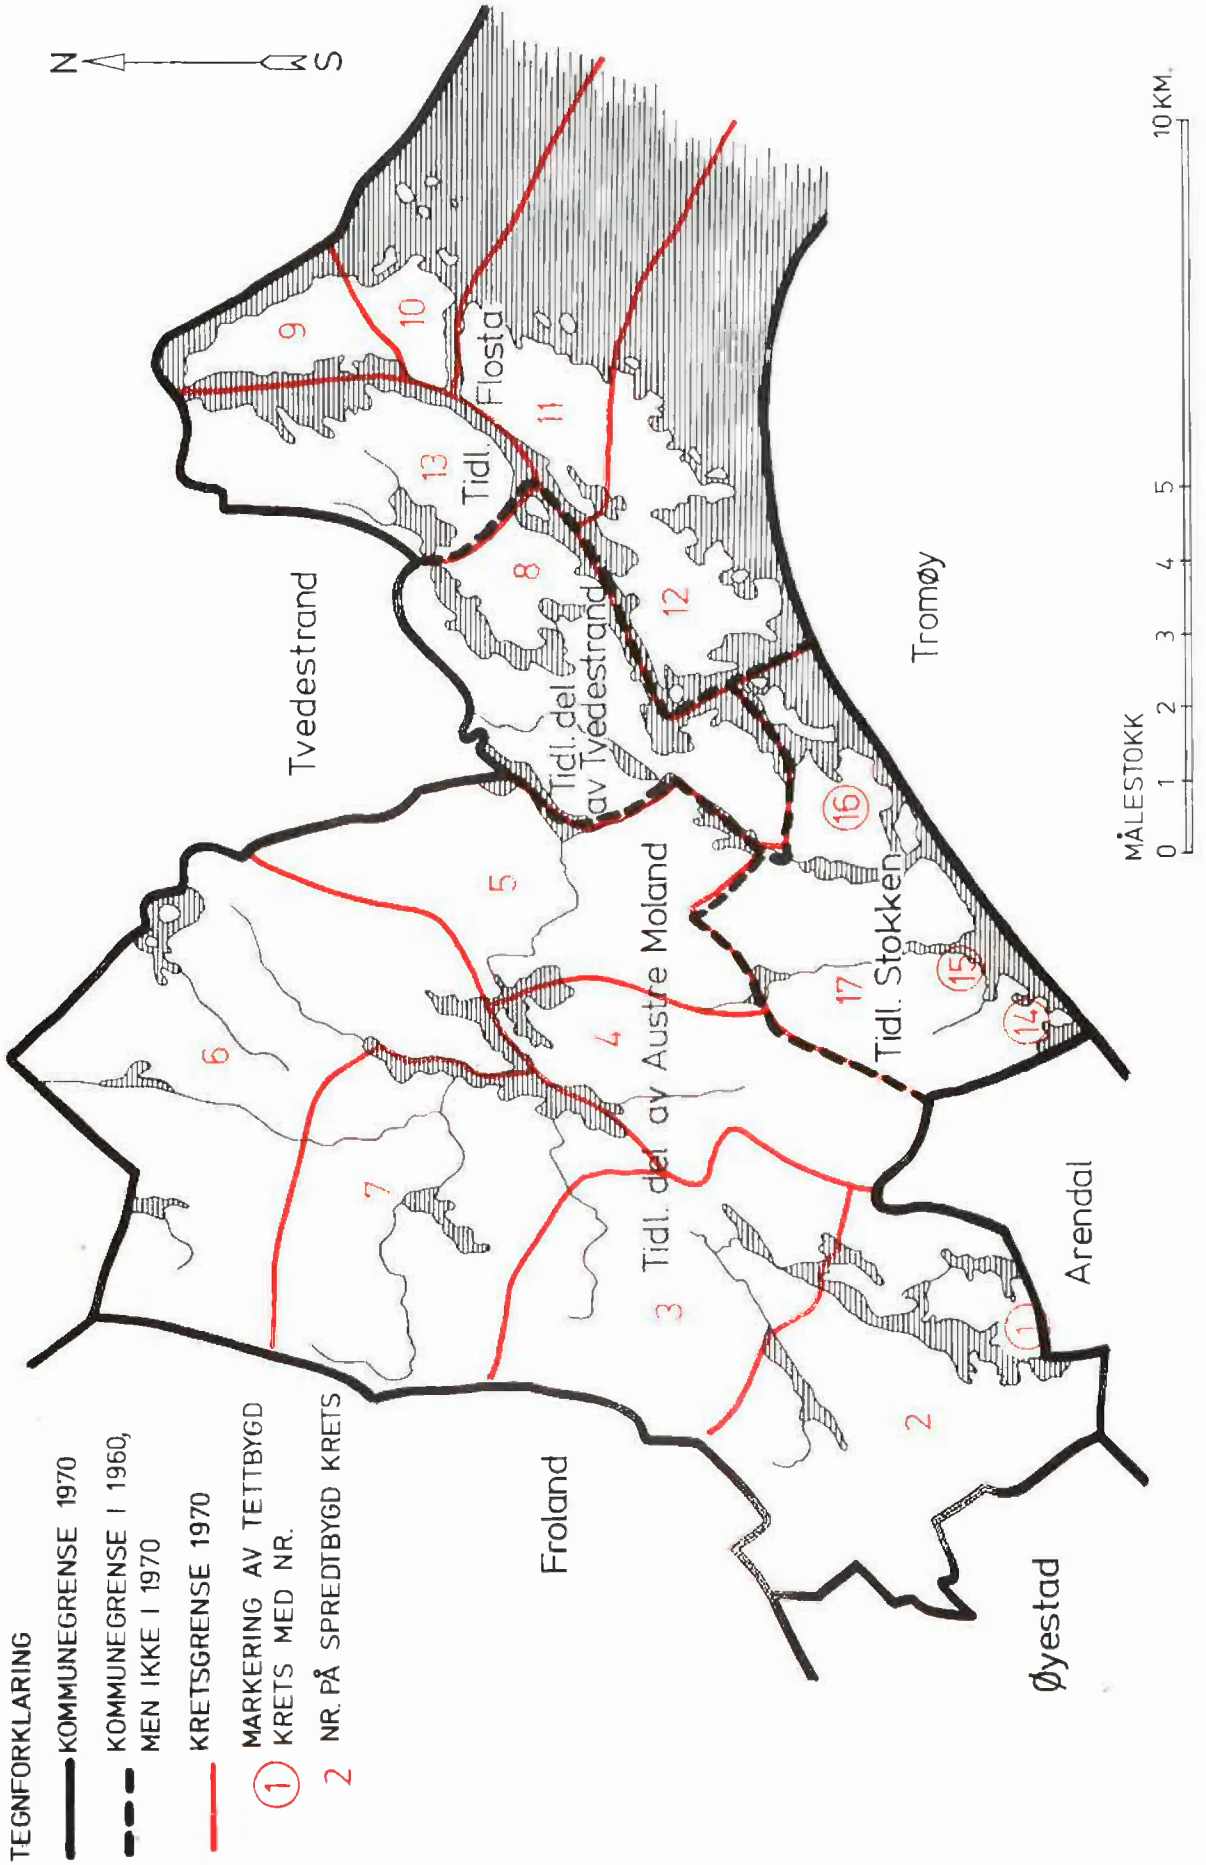 TEGNFORKLARING
KOMMUNEGRENSE 1970
KOMMUNEGRENSE I 1960,
MEN IKKE I 1970
KRETSGRENSE 1970
1
MARKERING AV TETTBYGD
KRETS MED NR.
2
NR. PÅ SPREDTBYGD KRETS
N
S
Tvedestrand
Froland
Øyestad
Arendal
Tromøy
Tidl. Flosta
Tidl. del
av Tvedestrand
Tidl. del av Austre Moland
Tidl. Stokken
1
2
3
4
5
6
7
8
9
10
11
12
13
14
15
16
17
MÅLESTOKK
0 1 2 3 4 5 10 KM.